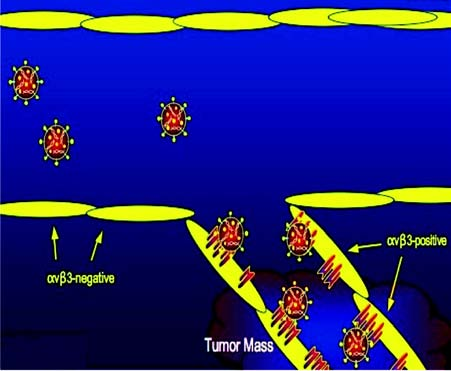 αvβ3-positive
αvβ3-negative
Tumor Mass